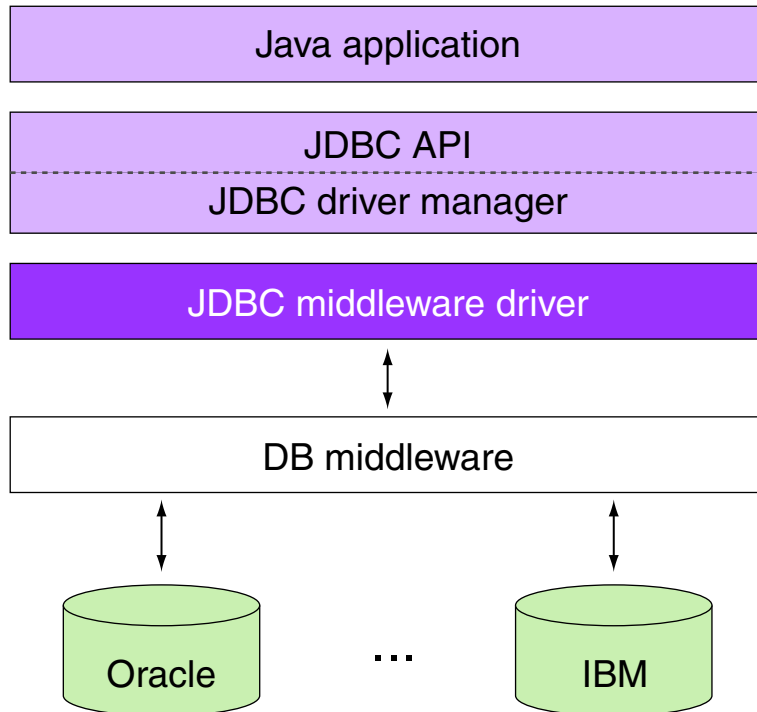 Java application
JDBC API
JDBC driver manager
JDBC middleware driver
DB middleware
Oracle
...
IBM